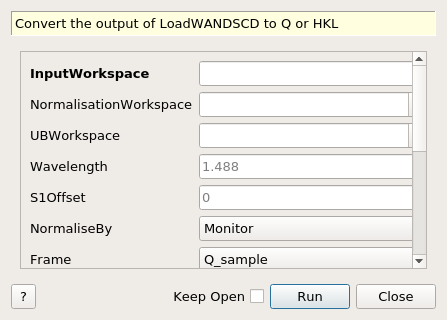 Convert the output of LoadWANDSCD to Q or HKL
InputWorkspace
NormalisationWorkspace
UBWorkspace
Wavelength 1.488
S1Offset 0
NormaliseBy Monitor
Frame Q_sample
? Keep Open Run Close